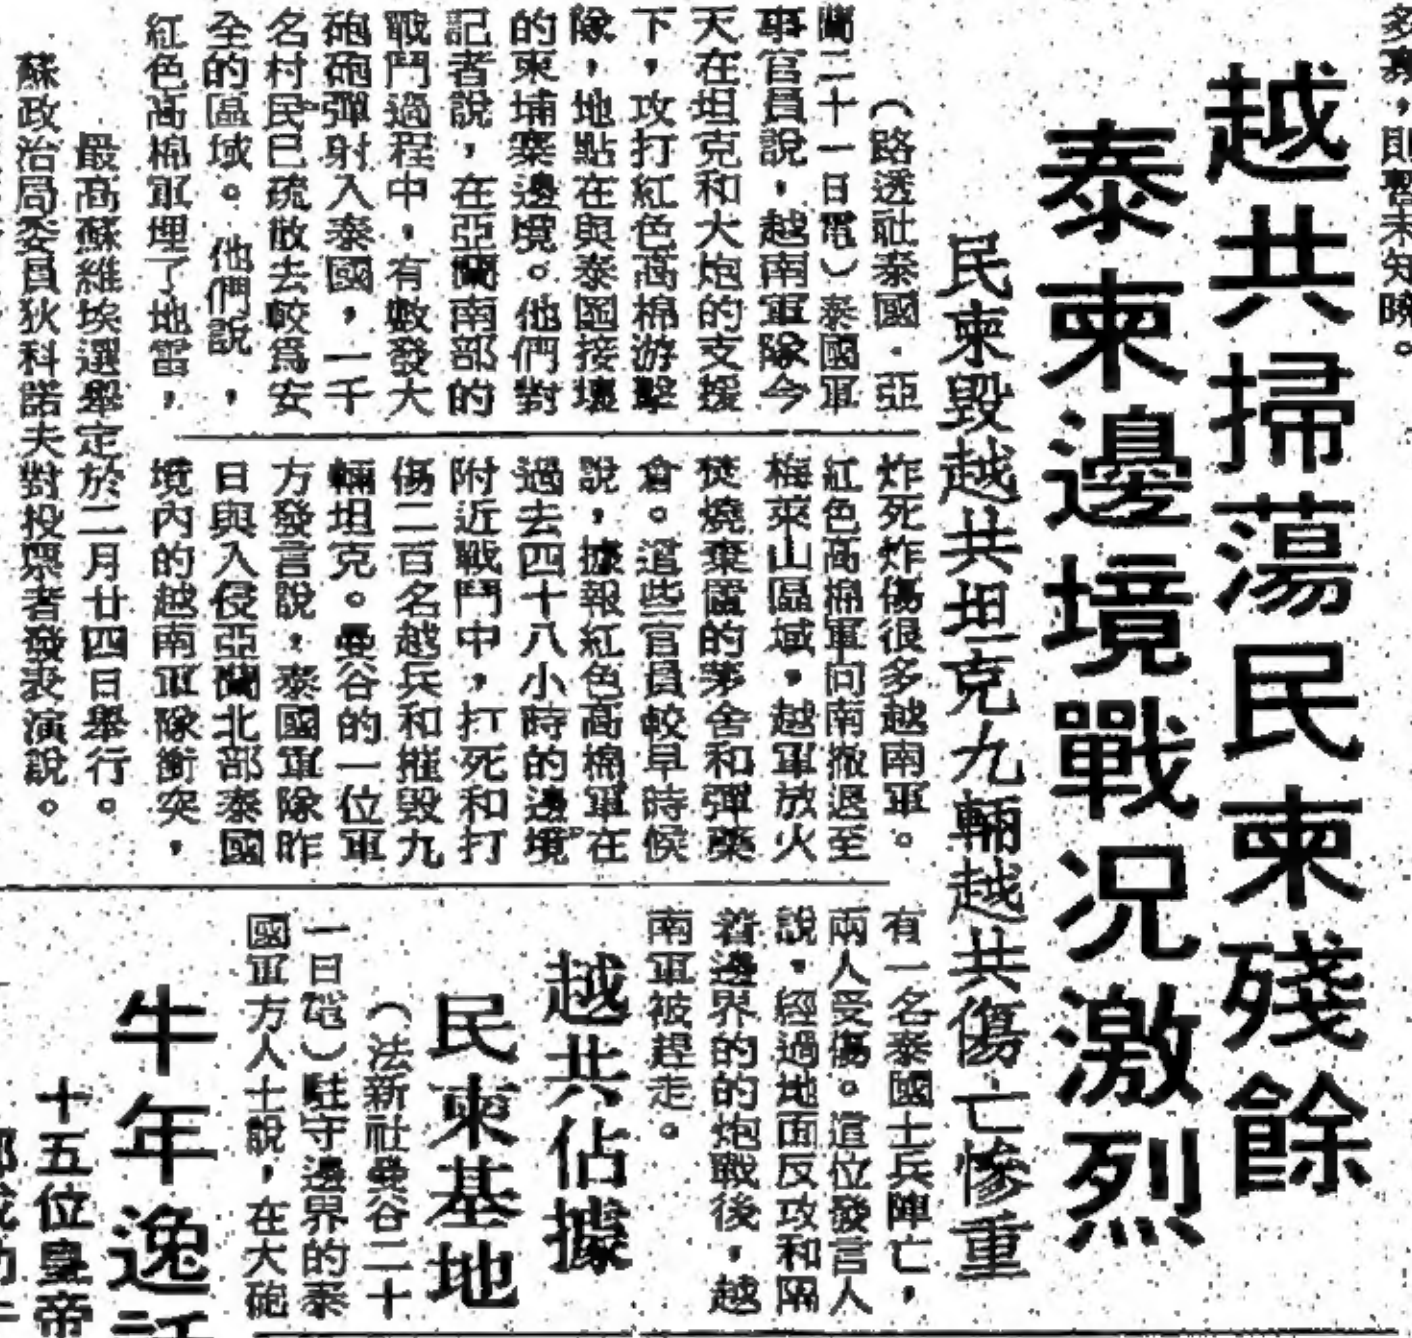 多寡，則暫未知曉。
越共掃蕩民柬殘餘
泰柬邊境戰況激烈
民柬毀越共坦克九輛越共傷亡慘重
（路透社泰國．亞
蘭二十一日電）泰國軍
事官員說，越南軍隊今
天在坦克和大炮的支援
下，攻打紅色高棉游擊
隊，地點在與泰國接壤
的柬埔寨邊境。他們對
記者說，在亞蘭南部的
戰鬥過程中，有數發大
砲砲彈射入泰國，一千
名村民已疏散去較爲安
全的區域。他們說，
紅色高棉軍埋了地雷，
炸死炸傷很多越南軍。
紅色高棉軍向南撤退至
梅萊山區域，越軍放火
焚燒棄置的茅舍和彈藥
倉。這些官員較早時候
說，據報紅色高棉軍在
過去四十八小時的邊境
附近戰鬥中，打死和打
傷二百名越兵和摧毀九
輛坦克。曼谷的一位軍
方發言說，泰國軍隊昨
日與入侵亞蘭北部泰國
境內的越南軍隊衝突，
有一名泰國士兵陣亡，
兩人受傷。這位發言人
說，經過地面反攻和隔
着邊界的的炮戰後，越
南軍被趕走。
最高蘇維埃選舉定於二月廿四日舉行。
蘇政治局委員狄科諾夫對投票者發表演說。
越共佔據
民柬基地
（法新社曼谷二十
一日電）駐守邊界的泰
國軍方人士說，在大砲
牛年逸話
十五位皇帝